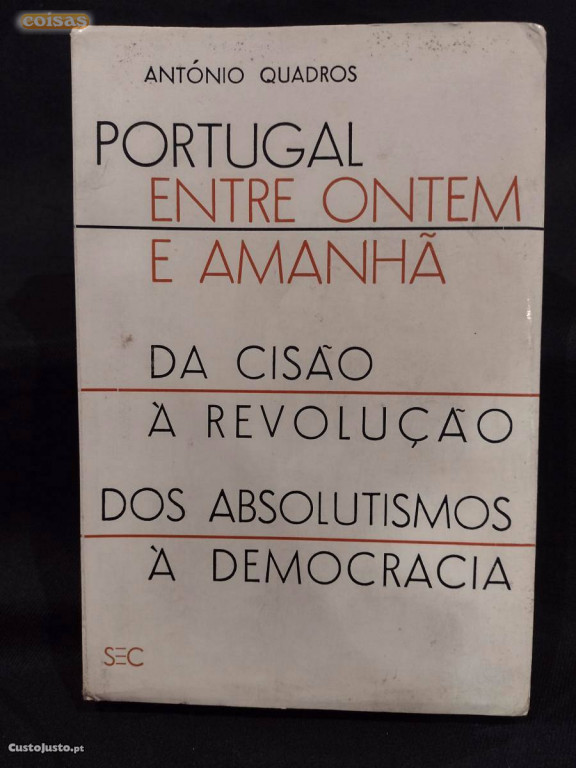 coisas
ANTÓNIO QUADROS
PORTUGAL
ENTRE ONTEM
E AMANHÃ
DA CISÃO
À REVOLUÇÃO
DOS ABSOLUTISMOS
À DEMOCRACIA
SEC
CustoJusto.pt